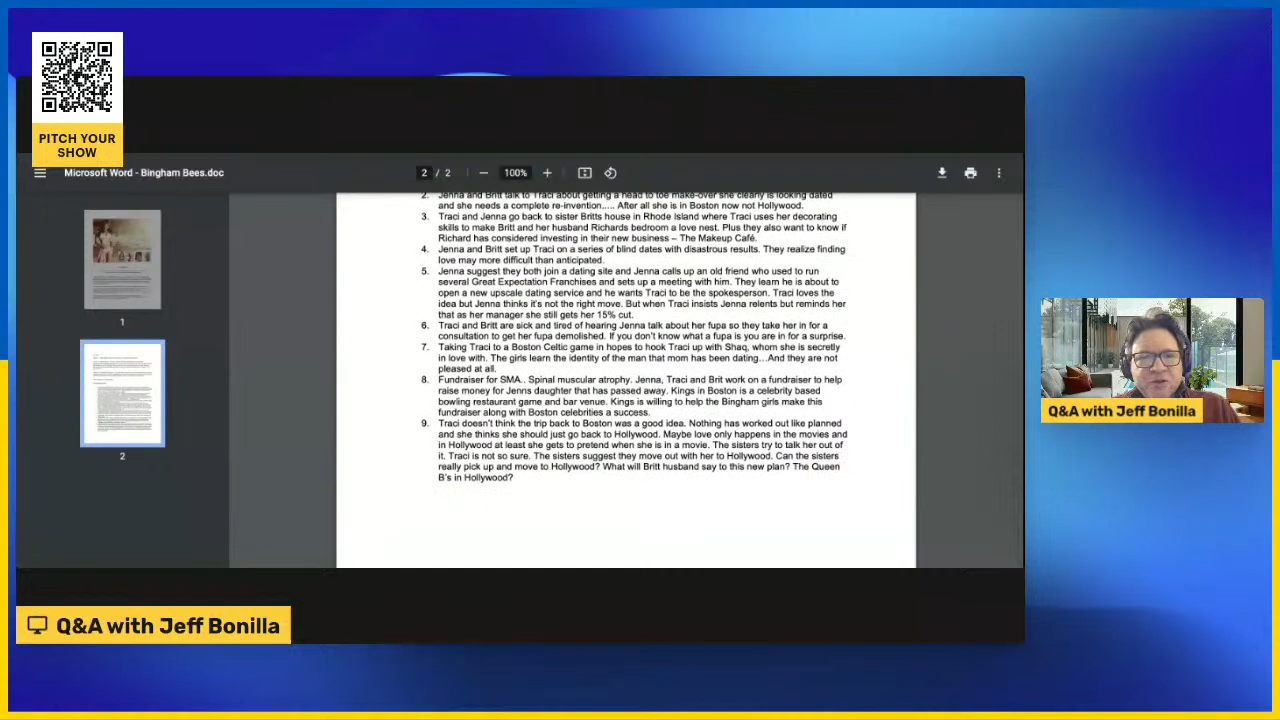 PITCH YOUR
SHOW
Microsoft Word - Bingham Bees.doc
2 / 2
100%
1
2
2. Jenna and Britt talk to Traci about getting a head to toe make-over she clearly is looking dated
and she needs a complete re-invention..... After all she is in Boston now not Hollywood.
3. Traci and Jenna go back to sister Britts house in Rhode Island where Traci uses her decorating
skills to make Britt and her husband Richards bedroom a love nest. Plus they also want to know if
Richard has considered investing in their new business – The Makeup Café.
4. Jenna and Britt set up Traci on a series of blind dates with disastrous results. They realize finding
love may more difficult than anticipated.
5. Jenna suggest they both join a dating site and Jenna calls up an old friend who used to run
several Great Expectation Franchises and sets up a meeting with him. They learn he is about to
open a new upscale dating service and he wants Traci to be the spokesperson. Traci loves the
idea but Jenna thinks it's not the right move. But when Traci insists Jenna relents but reminds her
that as her manager she still gets her 15% cut.
6. Traci and Britt are sick and tired of hearing Jenna talk about her fupa so they take her in for a
consultation to get her fupa demolished. If you don't know what a fupa is you are in for a surprise.
7. Taking Traci to a Boston Celtic game in hopes to hook Traci up with Shaq, whom she is secretly
in love with. The girls learn the identity of the man that mom has been dating…And they are not
pleased at all.
8. Fundraiser for SMA.. Spinal muscular atrophy. Jenna, Traci and Brit work on a fundraiser to help
raise money for Jenns daughter that has passed away. Kings in Boston is a celebrity based
bowling restaurant game and bar venue. Kings is willing to help the Bingham girls make this
fundraiser along with Boston celebrities a success.
9. Traci doesn't think the trip back to Boston was a good idea. Nothing has worked out like planned
and she thinks she should just go back to Hollywood. Maybe love only happens in the movies and
in Hollywood at least she gets to pretend when she is in a movie. The sisters try to talk her out of
it. Traci is not so sure. The sisters suggest they move out with her to Hollywood. Can the sisters
really pick up and move to Hollywood? What will Britt husband say to this new plan? The Queen
B's in Hollywood?
Q&A with Jeff Bonilla
Q&A with Jeff Bonilla